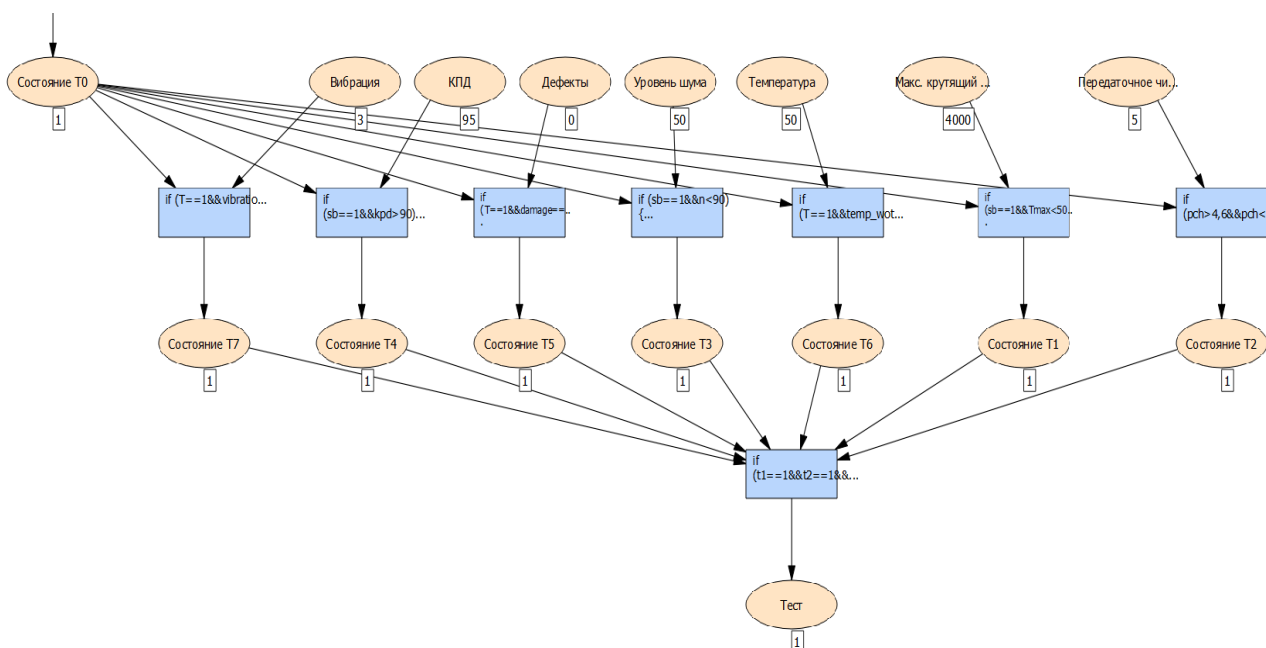 Состояние T0
Вибрация
КПД
Дефекты
Уровень шума
Температура
Макс. крутящий ...
Передаточное чи...
1
3
95
0
50
50
4000
5
if (T==1&&vibratio...
if
(sb==1&&kpd>90)...
if
(T==1&&damage==..
.
if (sb==1&&n<90)
{...
if
(T==1&&temp_wot...
if
(sb==1&&Tmax<50..
.
if
(pch>4,6&&pch<
Состояние T7
Состояние T4
Состояние T5
Состояние T3
Состояние T6
Состояние T1
Состояние T2
1
1
1
1
1
1
1
if
(t1==1&&t2==1&&...
Тест
1